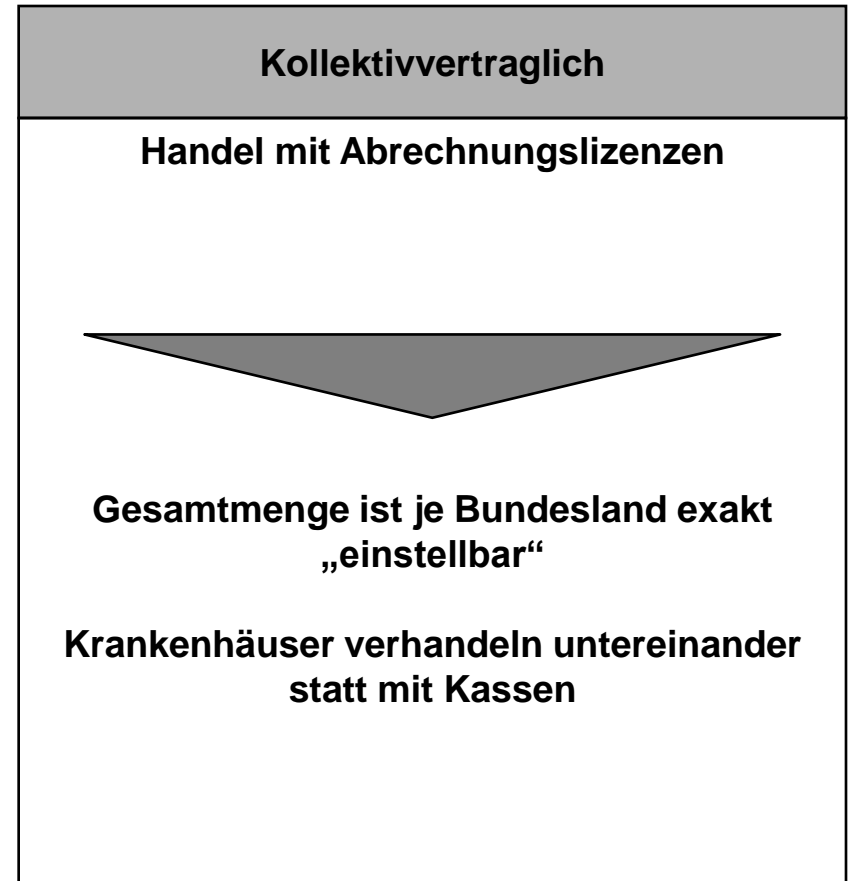 Kollektivvertraglich
Handel mit Abrechnungslizenzen
Gesamtmenge ist je Bundesland exakt
„einstellbar“
Krankenhäuser verhandeln untereinander
statt mit Kassen